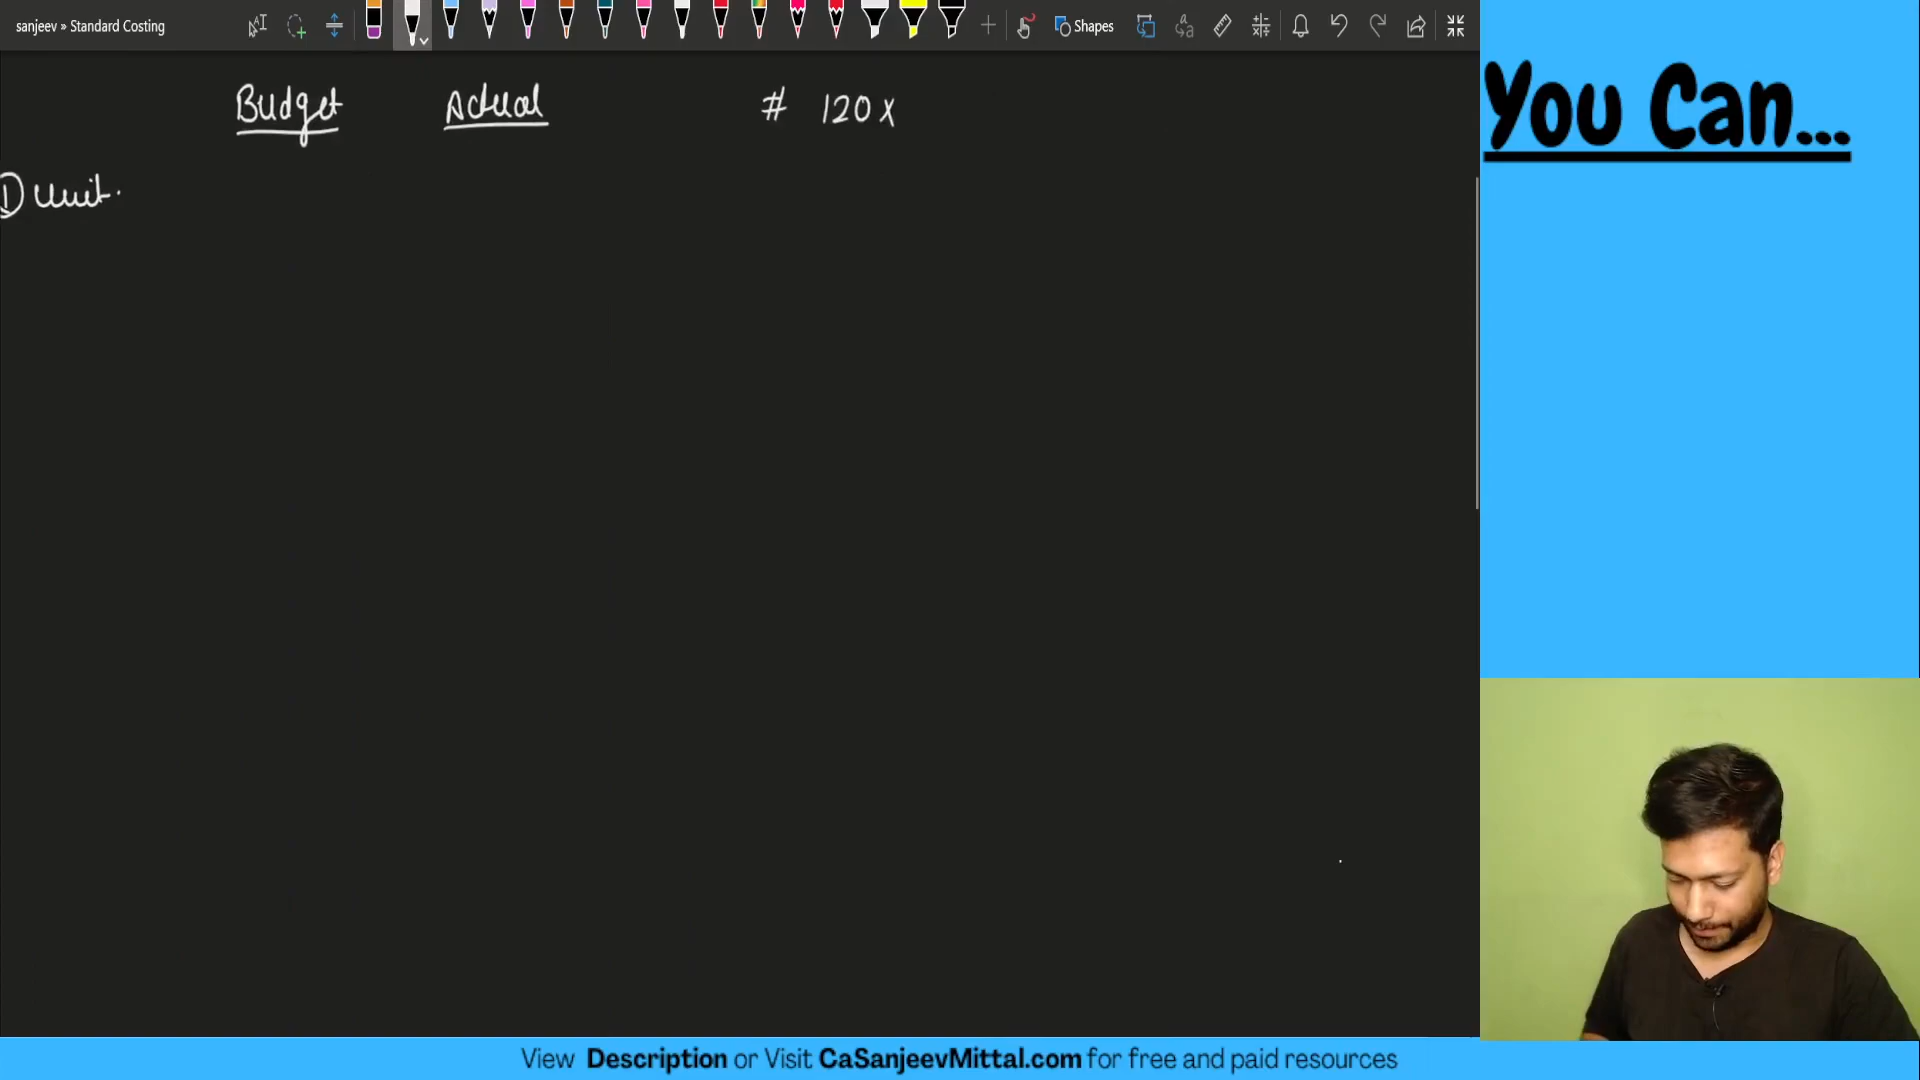 sanjeev » Standard Costing
Shapes
You Can...
Budget Actual # 120 x
① Unit.
View Description or Visit CaSanjeevMittal.com for free and paid resources